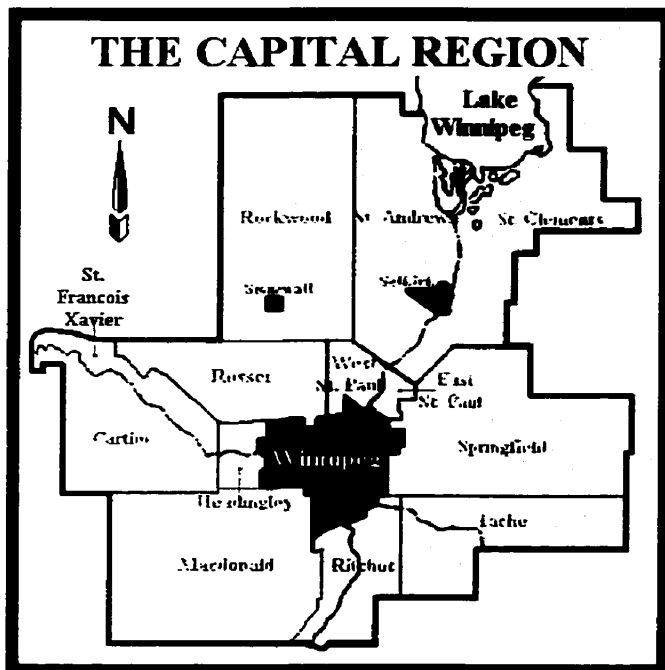 THE CAPITAL REGION
N
Lake
Winnipeg
Rockwood
St. Andrews
St. Clements
Stonewall
Selkirk
St.
Francois
Xavier
Rosser
West
St. Paul
East
St. Paul
Cartier
Winnipeg
Springfield
Headingley
Tache
Macdonald
Ritchot